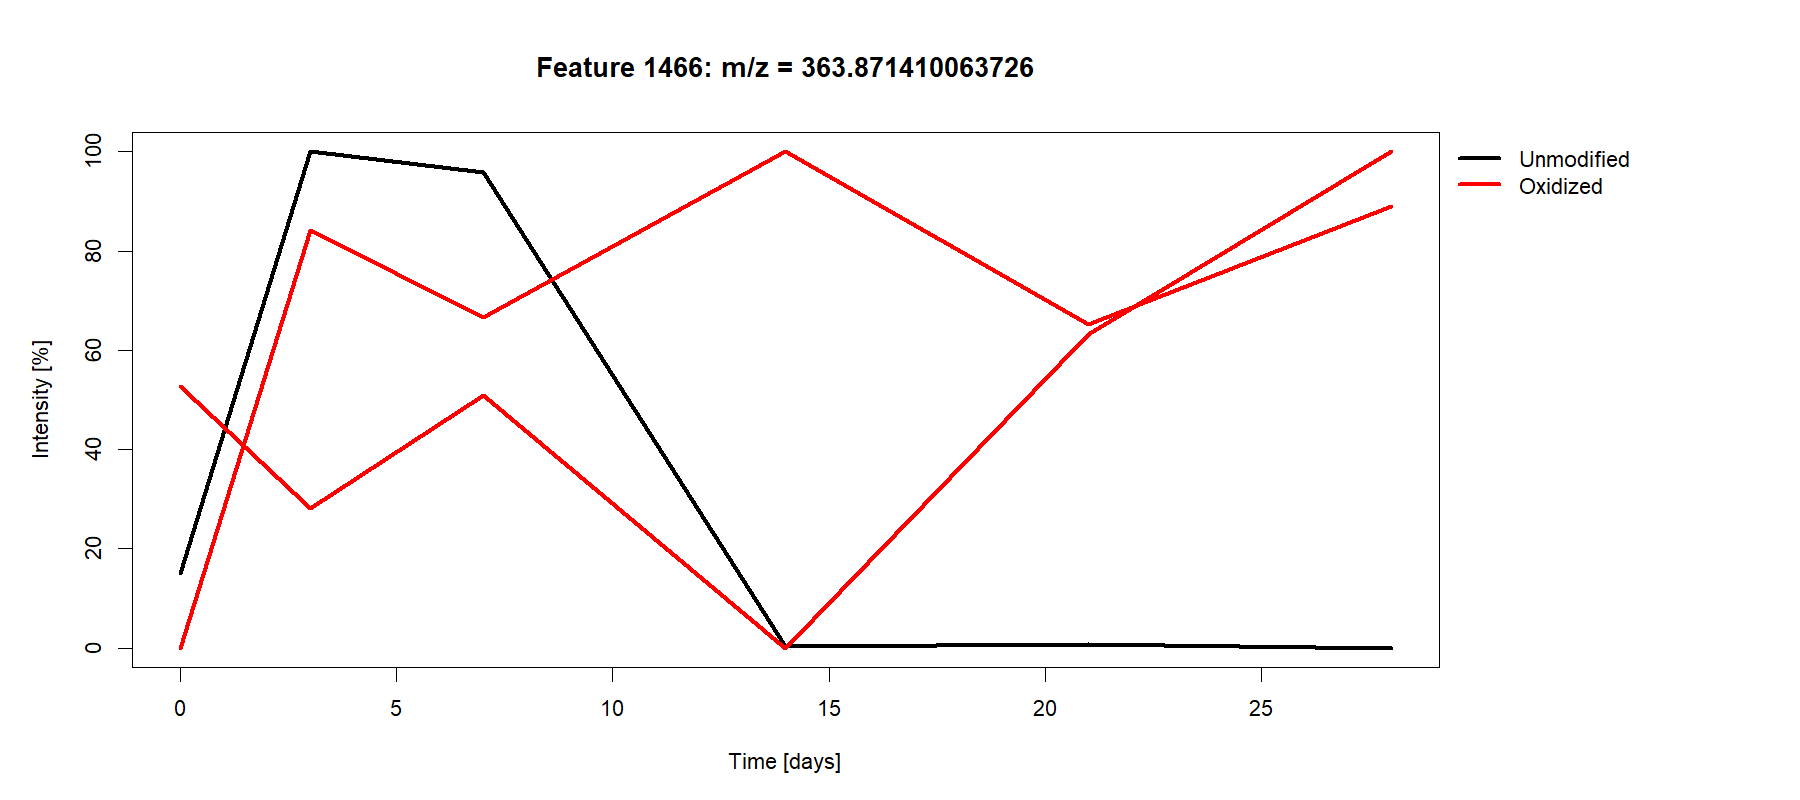 Feature 1466: m/z = 363.871410063726
Unmodified
Oxidized
Intensity [%]
100
80
60
40
20
0
0 5 10 15 20 25
Time [days]